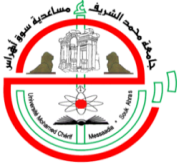 جامعة محمد الشريف مساعدية سوق أهراس
Université Mohamed Chérif Messaadia - Souk Ahras